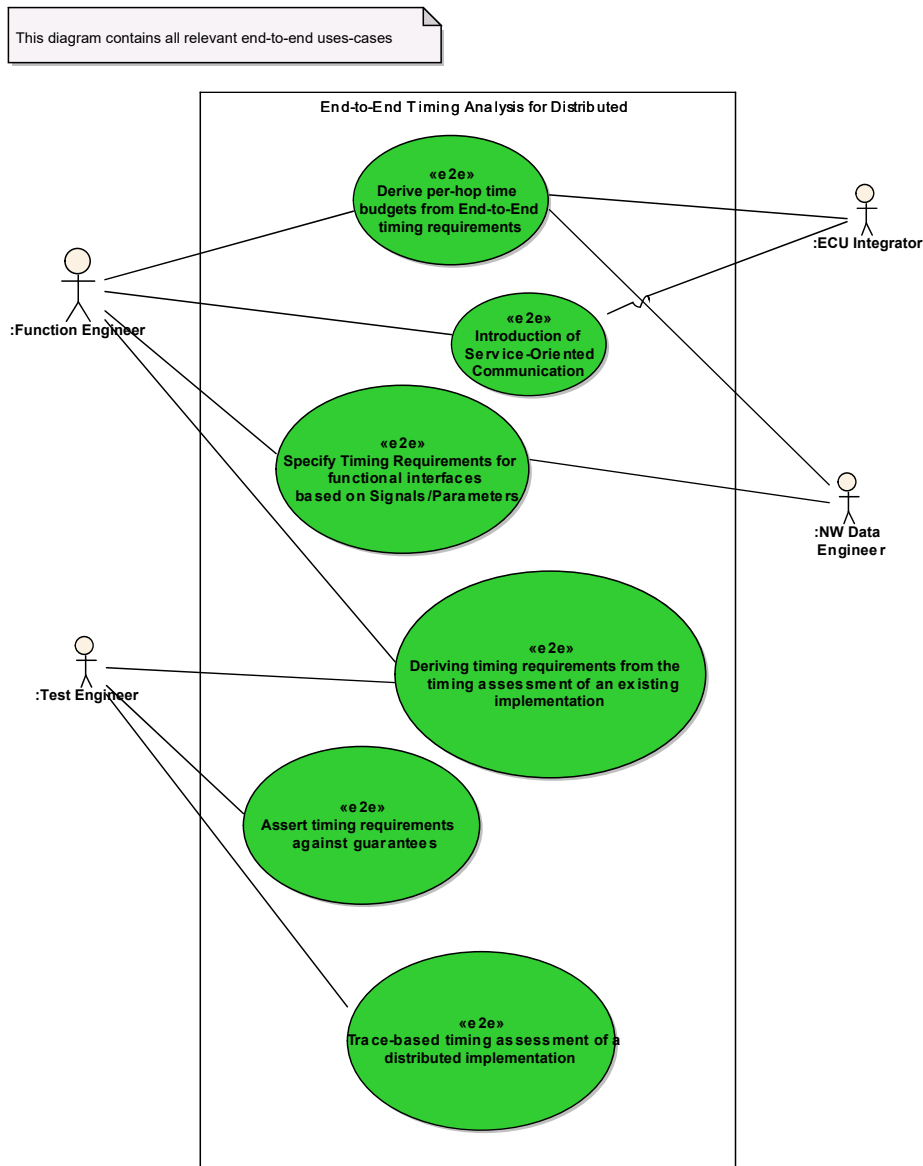 This diagram contains all relevant end-to-end uses-cases
End-to-End Timing Analysis for Distributed
«e2e»
Derive per-hop time
budgets from End-to-End
timing requirements
:ECU Integrator
:Function Engineer
«e2e»
Introduction of
Service-Oriented
Communication
«e2e»
Specify Timing Requirements for
functional interfaces
based on Signals/Parameters
:NW Data
Engineer
«e2e»
Deriving timing requirements from the
timing assessment of an existing
implementation
:Test Engineer
«e2e»
Assert timing requirements
against guarantees
«e2e»
Trace-based timing assessment of a
distributed implementation